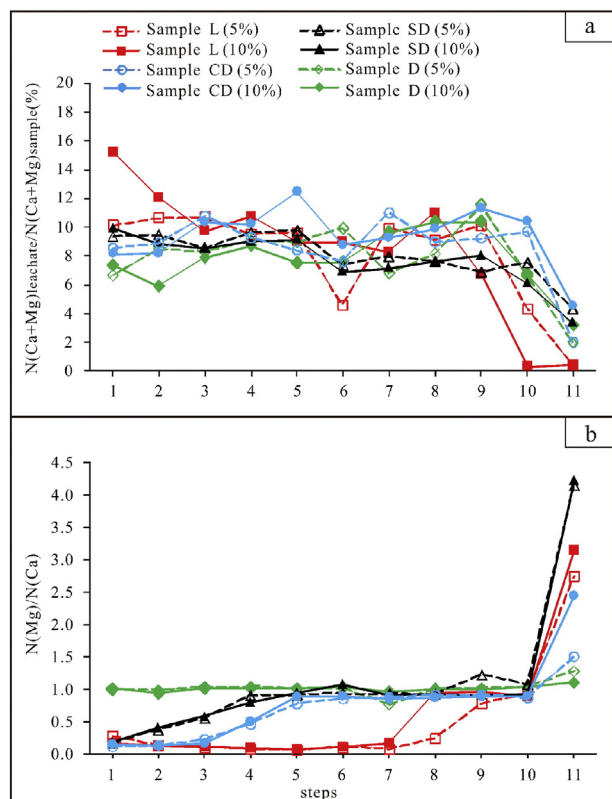 a
Sample L (5%) Sample SD (5%)
Sample L (10%) Sample SD (10%)
Sample CD (5%) Sample D (5%)
Sample CD (10%) Sample D (10%)
N(Ca+Mg)leachate/N(Ca+Mg)sample(%)
20
18
16
14
12
10
8
6
4
2
0
1 2 3 4 5 6 7 8 9 10 11
b
N(Mg)/N(Ca)
4.5
4.0
3.5
3.0
2.5
2.0
1.5
1.0
0.5
0.0
1 2 3 4 5 6 7 8 9 10 11
steps